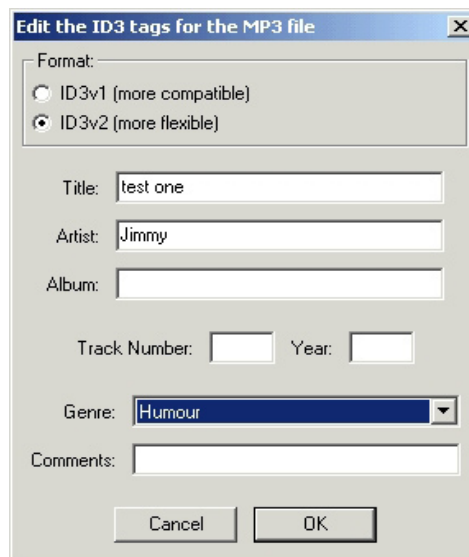 Edit the ID3 tags for the MP3 file
Format:
ID3v1 (more compatible)
ID3v2 (more flexible)
Title: test one
Artist: Jimmy
Album:
Track Number: Year:
Genre: Humour
Comments:
Cancel OK